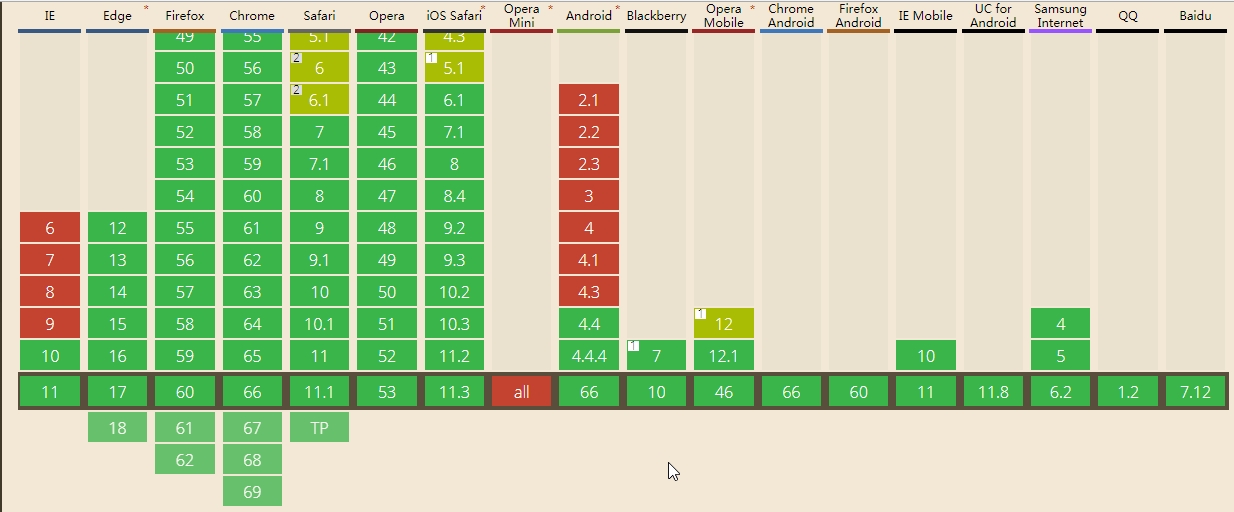 IE Edge * Firefox Chrome Safari Opera iOS Safari * Opera Mini * Android * Blackberry Opera Mobile * Chrome Android Firefox Android IE Mobile UC for Android Samsung Internet QQ Baidu
49 55 5.1 42 4.3
50 56 2 6 43 1 5.1
51 57 2 6.1 44 6.1 2.1
52 58 7 45 7.1 2.2
53 59 7.1 46 8 2.3
54 60 8 47 8.4 3
6 12 55 61 9 48 9.2 4
7 13 56 62 9.1 49 9.3 4.1
8 14 57 63 10 50 10.2 4.3
9 15 58 64 10.1 51 10.3 4.4 1 12 4
10 16 59 65 11 52 11.2 4.4.4 1 7 12.1 10 5
11 17 60 66 11.1 53 11.3 all 66 10 46 66 60 11 11.8 6.2 1.2 7.12
18 61 67 TP
62 68
69